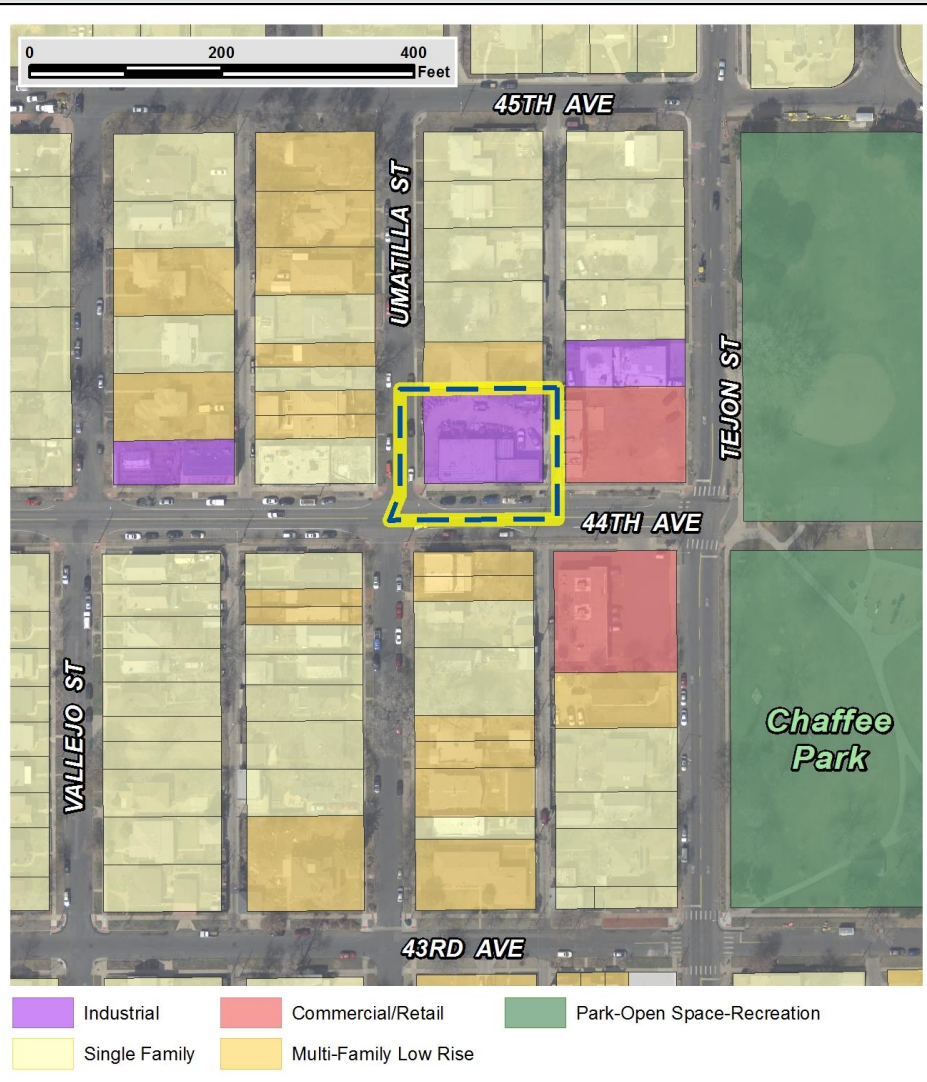 0 200 400
Feet
45TH AVE
UMATILLA ST
TEJON ST
44TH AVE
VALLEJO ST
Chaffee
Park
43RD AVE
Industrial
Commercial/Retail
Park-Open Space-Recreation
Single Family
Multi-Family Low Rise